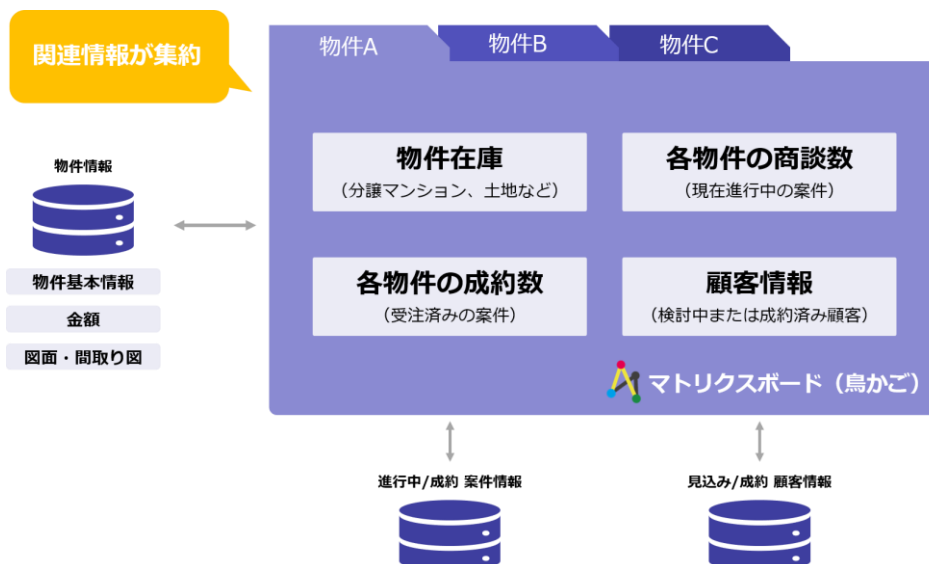 関連情報が集約
物件A
物件B
物件C
物件情報
物件基本情報
金額
図面・間取り図
物件在庫
（分譲マンション、土地など）
各物件の商談数
（現在進行中の案件）
各物件の成約数
（受注済みの案件）
顧客情報
（検討中または成約済み顧客）
マトリクスボード（鳥かご）
進行中/成約 案件情報
見込み/成約 顧客情報